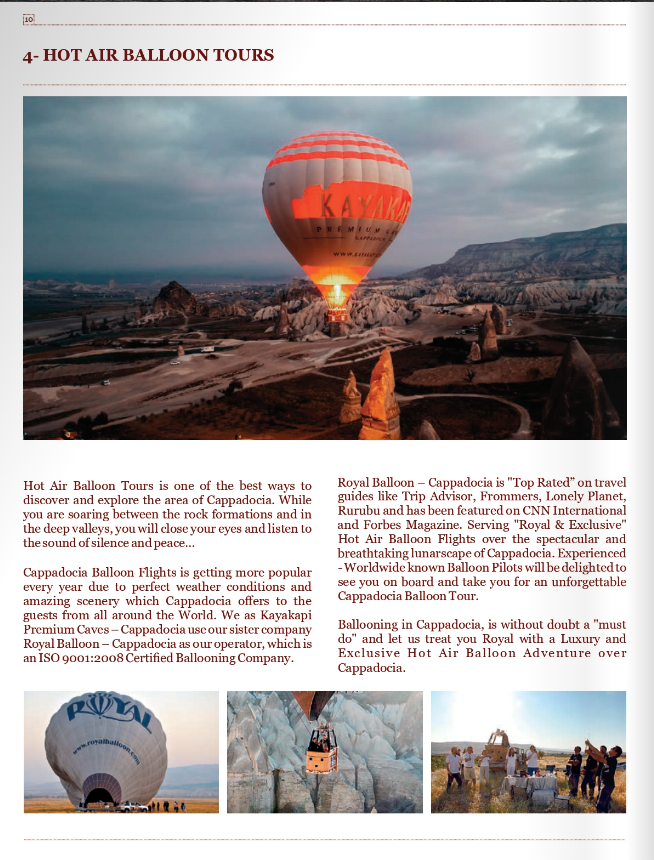 10
4- HOT AIR BALLOON TOURS
KAYAKAP
PREMIUM
Hot Air Balloon Tours is one of the best ways to
discover and explore the area of Cappadocia. While
you are soaring between the rock formations and in
the deep valleys, you will close your eyes and listen to
the sound of silence and peace...
Cappadocia Balloon Flights is getting more popular
every year due to perfect weather conditions and
amazing scenery which Cappadocia offers to the
guests from all around the World. We as Kayakapi
Premium Caves – Cappadocia use our sister company
Royal Balloon – Cappadocia as our operator, which is
an ISO 9001:2008 Certified Ballooning Company.
Royal Balloon – Cappadocia is "Top Rated” on travel
guides like Trip Advisor, Frommers, Lonely Planet,
Rurubu and has been featured on CNN International
and Forbes Magazine. Serving "Royal & Exclusive"
Hot Air Balloon Flights over the spectacular and
breathtaking lunarscape of Cappadocia. Experienced
- Worldwide known Balloon Pilots will be delighted to
see you on board and take you for an unforgettable
Cappadocia Balloon Tour.
Ballooning in Cappadocia, is without doubt a "must
do" and let us treat you Royal with a Luxury and
Exclusive Hot Air Balloon Adventure over
Cappadocia.
ROYAL
www.royalballoon.com